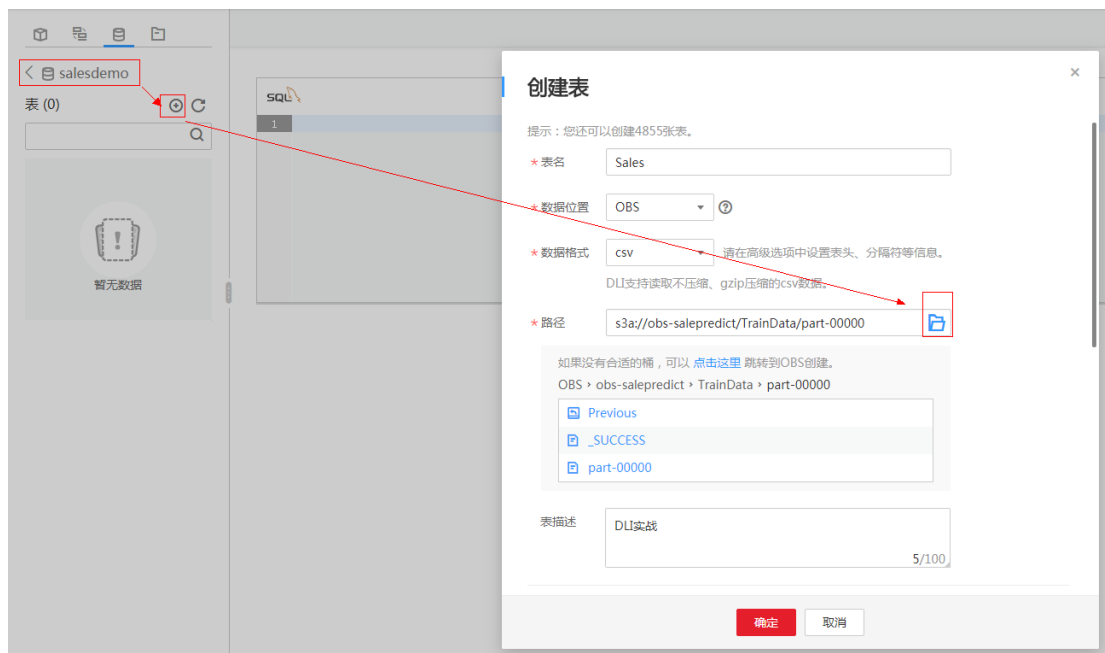 salesdemo
表 (0)
暂无数据
SQL
1
创建表
提示：您还可以创建4855张表。
* 表名 Sales
* 数据位置 OBS
* 数据格式 csv 请在高级选项中设置表头、分隔符等信息。
DLI支持读取不压缩、gzip压缩的csv数据。
* 路径 s3a://obs-salepredict/TrainData/part-00000
如果没有合适的桶，可以 点击这里 跳转到OBS创建。
OBS › obs-salepredict › TrainData › part-00000
Previous
_SUCCESS
part-00000
表描述 DLI实战
5/100
确定 取消